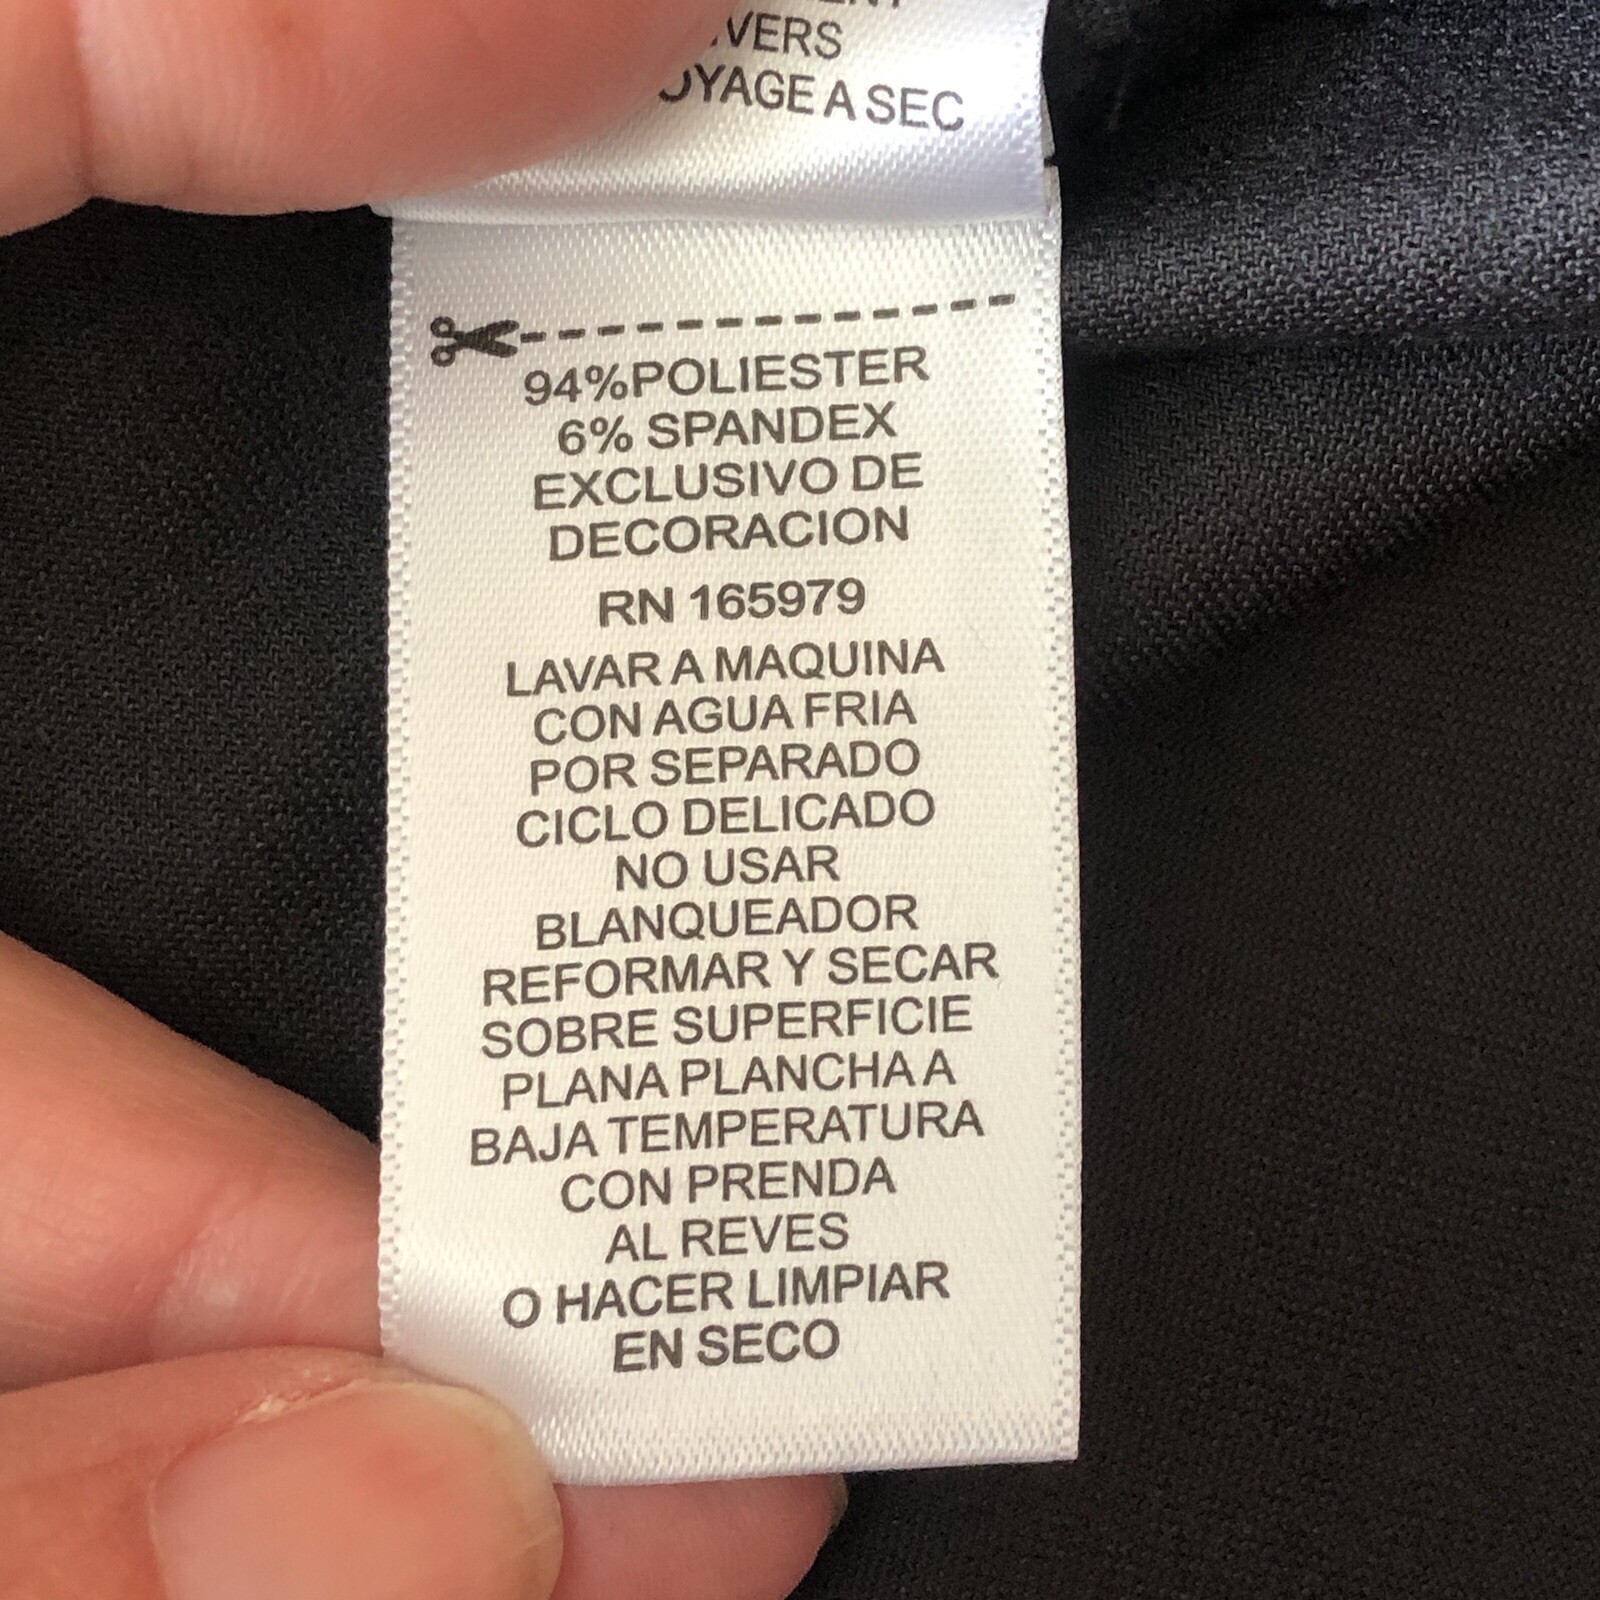 A SEC
94%POLIESTER
6% SPANDEX
EXCLUSIVO DE
DECORACION
RN 165979
LAVAR A MAQUINA
CON AGUA FRIA
POR SEPARADO
CICLO DELICADO
NO USAR
BLANQUEADOR
REFORMAR Y SECAR
SOBRE SUPERFICIE
PLANA PLANCHA A
BAJA TEMPERATURA
CON PRENDA
AL REVES
O HACER LIMPIAR
EN SECO